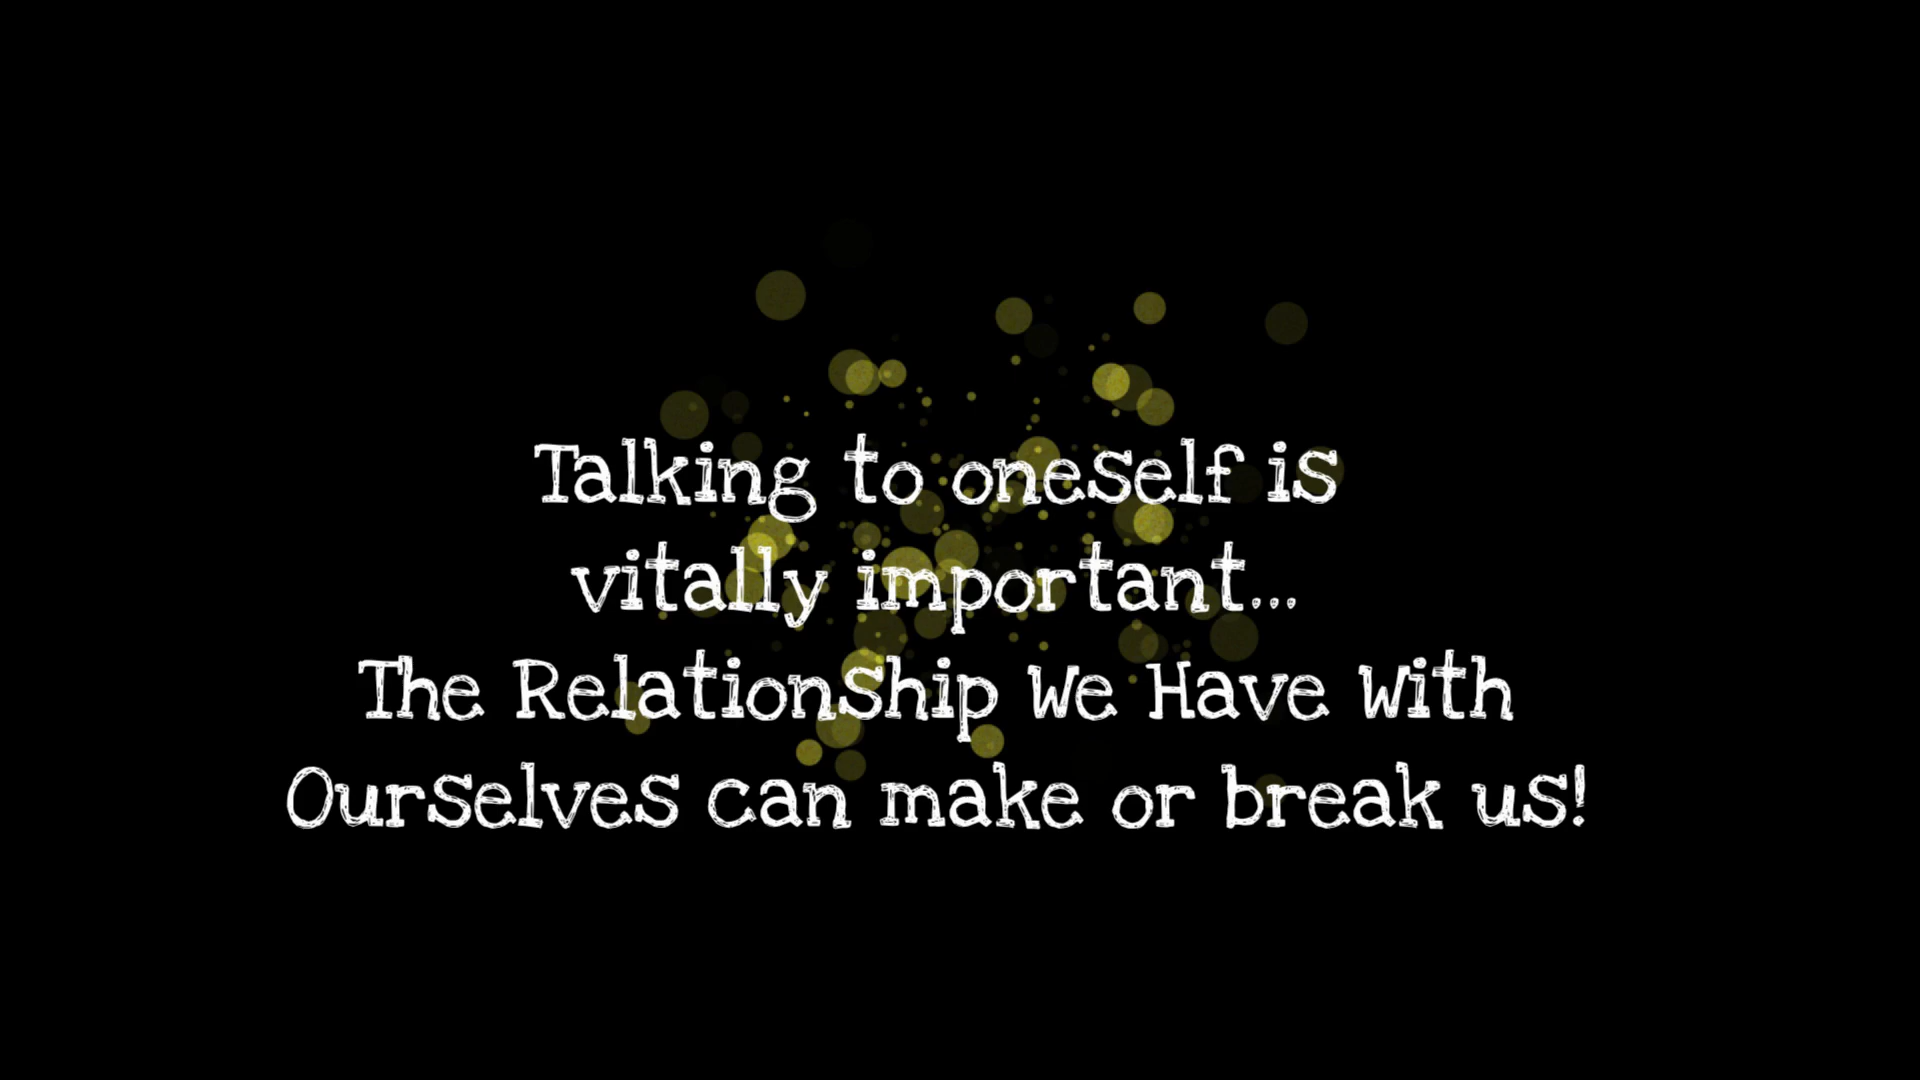 Talking to oneself is
vitally important...
The Relationship We Have With
Ourselves can make or break us!